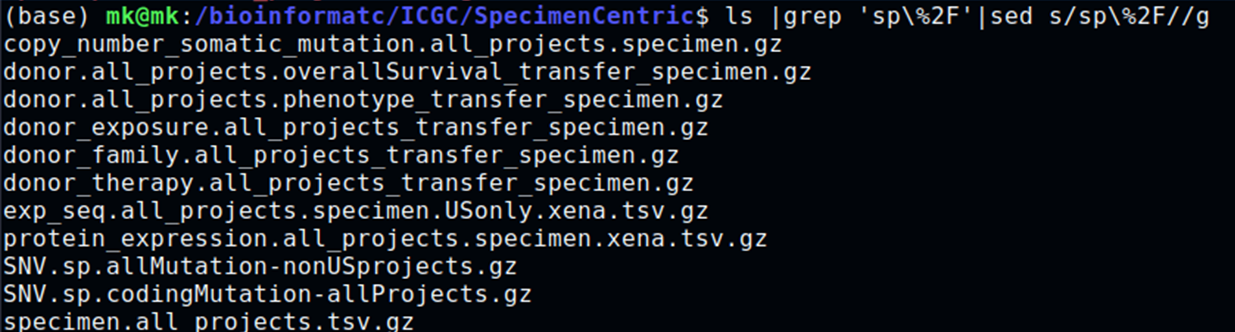 (base) mk@mk:/bioinformatc/ICGC/SpecimenCentric$ ls |grep 'sp\%2F'|sed s/sp\%2F//g
copy_number_somatic_mutation.all_projects.specimen.gz
donor.all_projects.overallSurvival_transfer_specimen.gz
donor.all_projects.phenotype_transfer_specimen.gz
donor_exposure.all_projects_transfer_specimen.gz
donor_family.all_projects_transfer_specimen.gz
donor_therapy.all_projects_transfer_specimen.gz
exp_seq.all_projects.specimen.USonly.xena.tsv.gz
protein_expression.all_projects.specimen.xena.tsv.gz
SNV.sp.allMutation-nonUSprojects.gz
SNV.sp.codingMutation-allProjects.gz
specimen.all_projects.tsv.gz